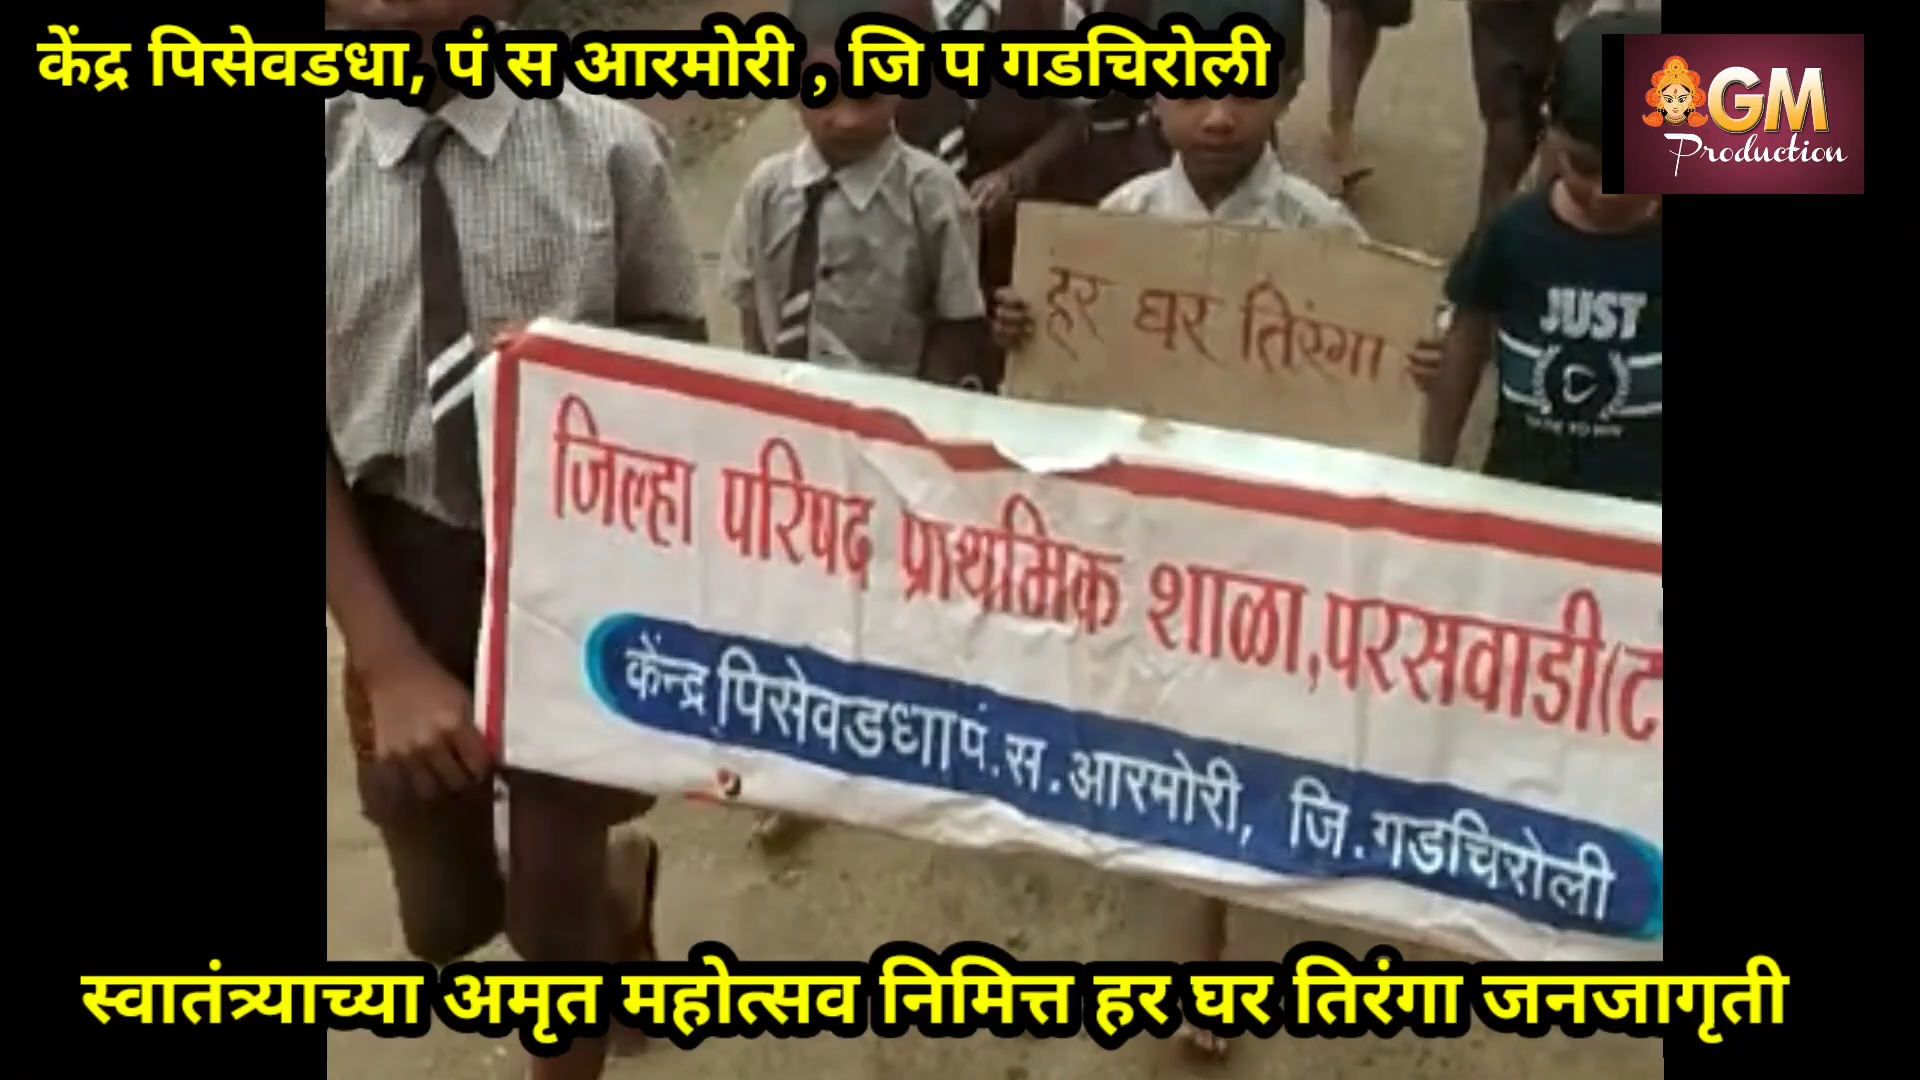 केंद्र पिसेवडधा, पं स आरमोरी , जि प गडचिरोली
GM
Production
हर घर तिरंगा
JUST
जिल्हा परिषद प्राथमिक शाळा,परसवाडी(ट
केंन्द्र पिसेवडधा पं.स.आरमोरी, जि.गडचिरोली
स्वातंत्र्याच्या अमृत महोत्सव निमित्त हर घर तिरंगा जनजागृती